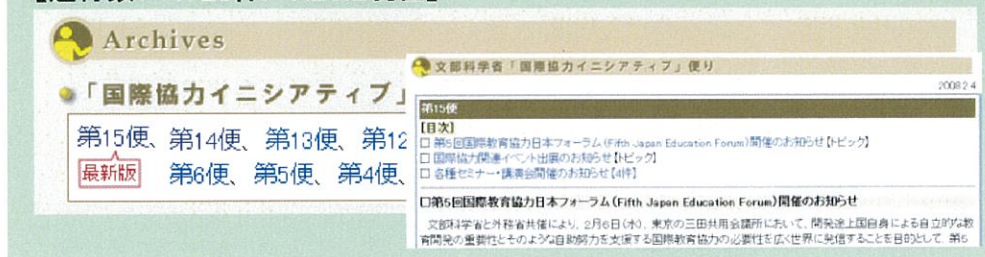 Archives
「国際協力イニシアティブ」
第15便、第14便、第13便、第12
最新版
第6便、第5便、第4便、
文部科学省「国際協力イニシアティブ」便り
2008.2.4
第15便
【目次】
□ 第5回国際教育協力日本フォーラム(Fifth Japan Education Forum)開催のお知らせ【トピック】
□ 国際協力関連イベント出展のお知らせ【トピック】
□ 各種セミナー・講演会開催のお知らせ【4件】
□第5回国際教育協力日本フォーラム(Fifth Japan Education Forum)開催のお知らせ
文部科学省と外務省共催により、2月6日(水)、東京の三田共用会議所において、開発途上国自身による自立的な教
育開発の重要性とそのような自助努力を支援する国際教育協力の必要性を広く世界に発信することを目的として、第5